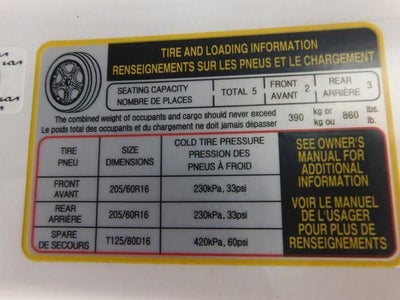 TIRE AND LOADING INFORMATION
RENSEIGNEMENTS SUR LES PNEUS ET LE CHARGEMENT
SEATING CAPACITY
NOMBRE DE PLACES
TOTAL 5
FRONT
AVANT 2
REAR
ARRIÈRE 3
The combined weight of occupants and cargo should never exceed 390 kg or 860 lbs.
Le poids total des occupants et du chargement ne doit jamais dépasser kg ou lb.
TIRE
PNEU
SIZE
DIMENSIONS
COLD TIRE PRESSURE
PRESSION DES
PNEUS À FROID
FRONT
AVANT
205/60R16
230kPa, 33psi
REAR
ARRIÈRE
205/60R16
230kPa, 33psi
SPARE
DE SECOURS
T125/80D16
420kPa, 60psi
SEE OWNER'S
MANUAL FOR
ADDITIONAL
INFORMATION
VOIR LE MANUEL
DE L'USAGER
POUR PLUS DE
RENSEIGNEMENTS